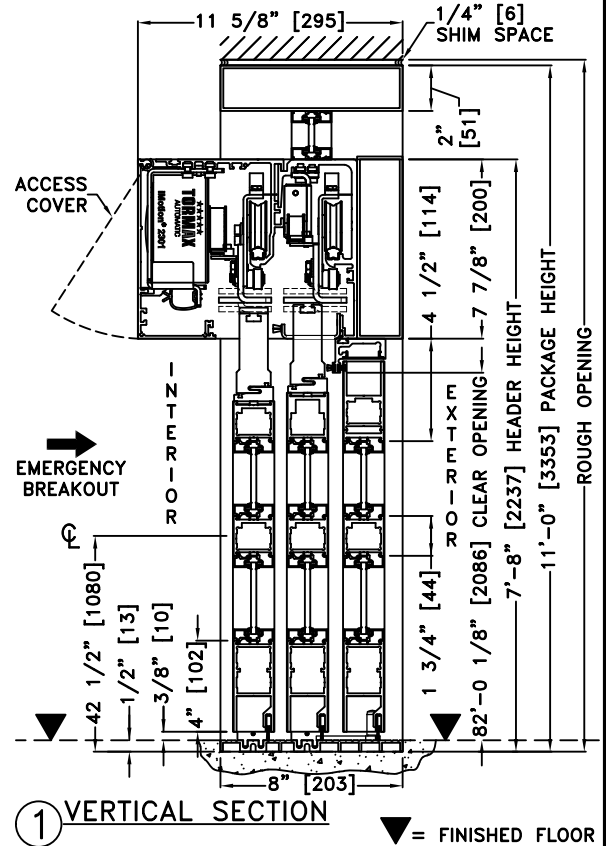 11 5/8" [295]
1/4" [6]
SHIM SPACE
2"
[51]
ACCESS
COVER
TORMAX
AUTOMATIC
iMotion® 2301
4 1/2" [114]
7 7/8" [200]
7'-8" [2237] HEADER HEIGHT
11'-0" [3353] PACKAGE HEIGHT
ROUGH OPENING
INTERIOR
EXTERIOR
82'-0 1/8" [2086] CLEAR OPENING
EMERGENCY
BREAKOUT
℄
42 1/2" [1080]
1/2" [13]
3/8" [10]
4" [102]
1 3/4" [44]
8" [203]
1 VERTICAL SECTION
▼= FINISHED FLOOR